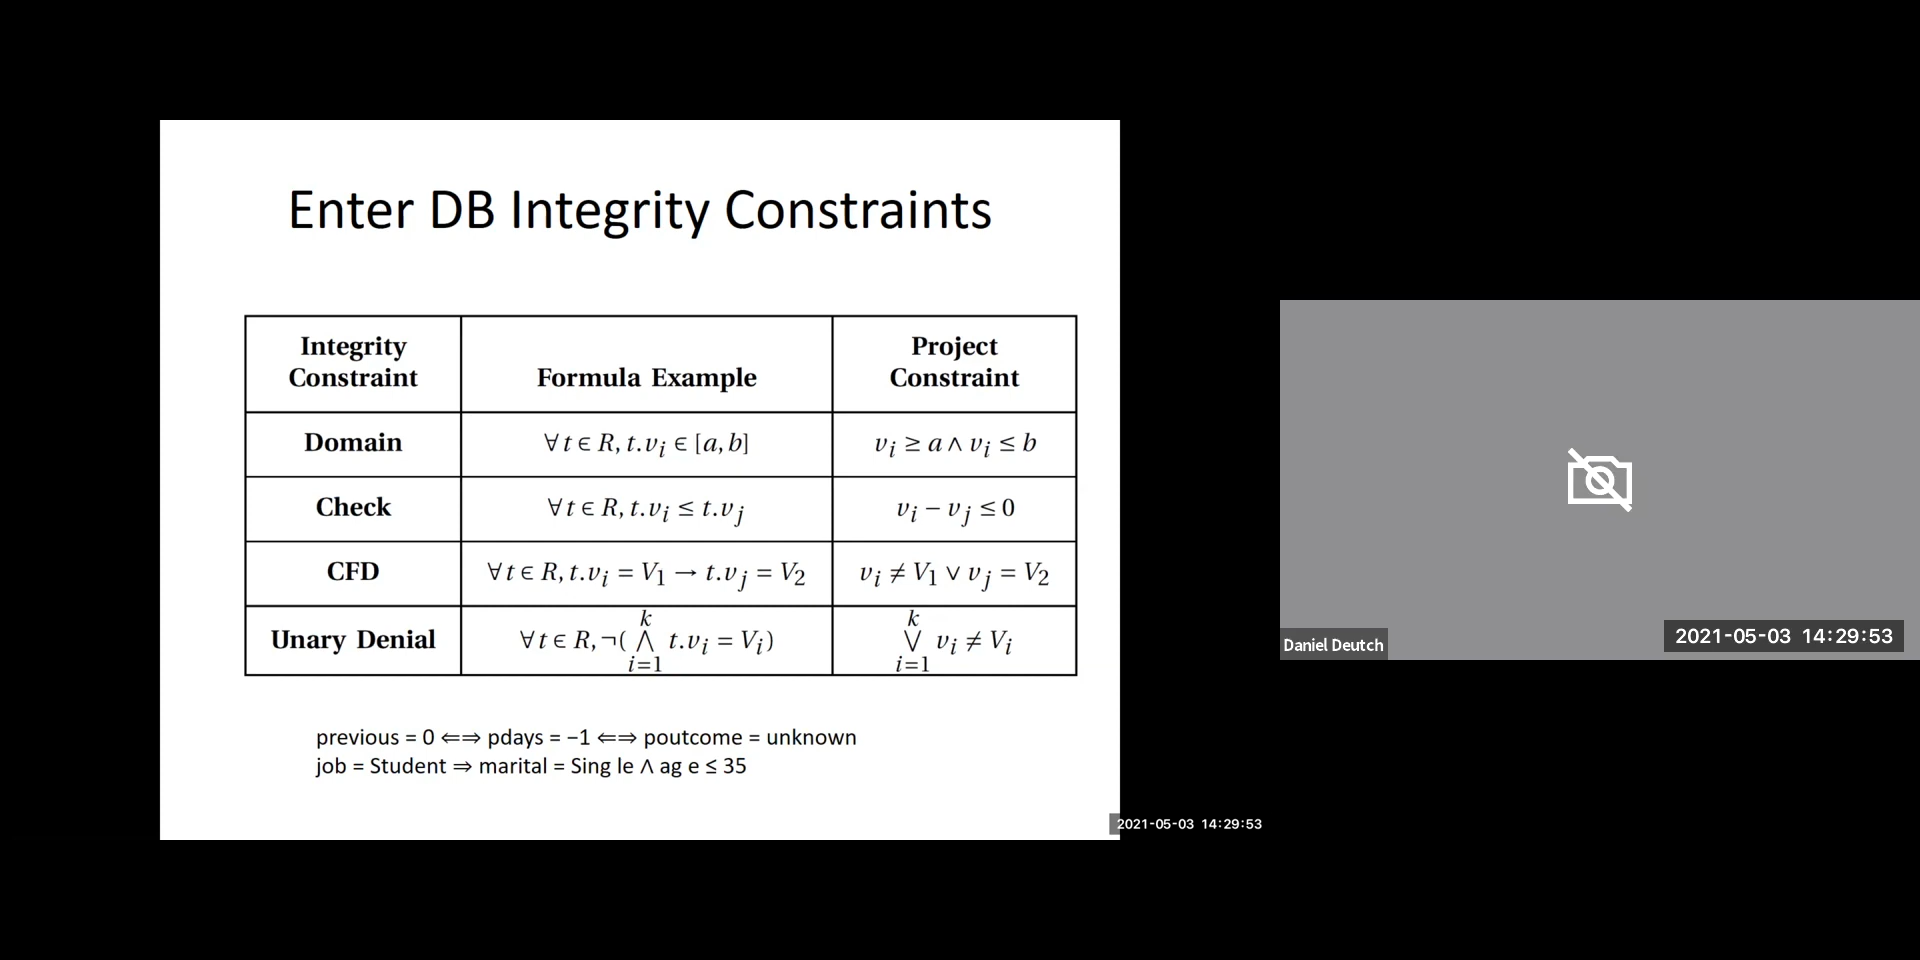 Enter DB Integrity Constraints
Integrity Constraint
Formula Example
Project Constraint
Domain
∀t ∈ R, t.v_i ∈ [a, b]
v_i ≥ a ∧ v_i ≤ b
Check
∀t ∈ R, t.v_i ≤ t.v_j
v_i − v_j ≤ 0
CFD
∀t ∈ R, t.v_i = V_1 → t.v_j = V_2
v_i ≠ V_1 ∨ v_j = V_2
Unary Denial
∀t ∈ R, ¬(⋀_{i=1}^{k} t.v_i = V_i)
⋁_{i=1}^{k} v_i ≠ V_i
previous = 0 ⇐⇒ pdays = −1 ⇐⇒ poutcome = unknown
job = Student ⇒ marital = Sing le ∧ ag e ≤ 35
2021-05-03 14:29:53
Daniel Deutch
2021-05-03 14:29:53